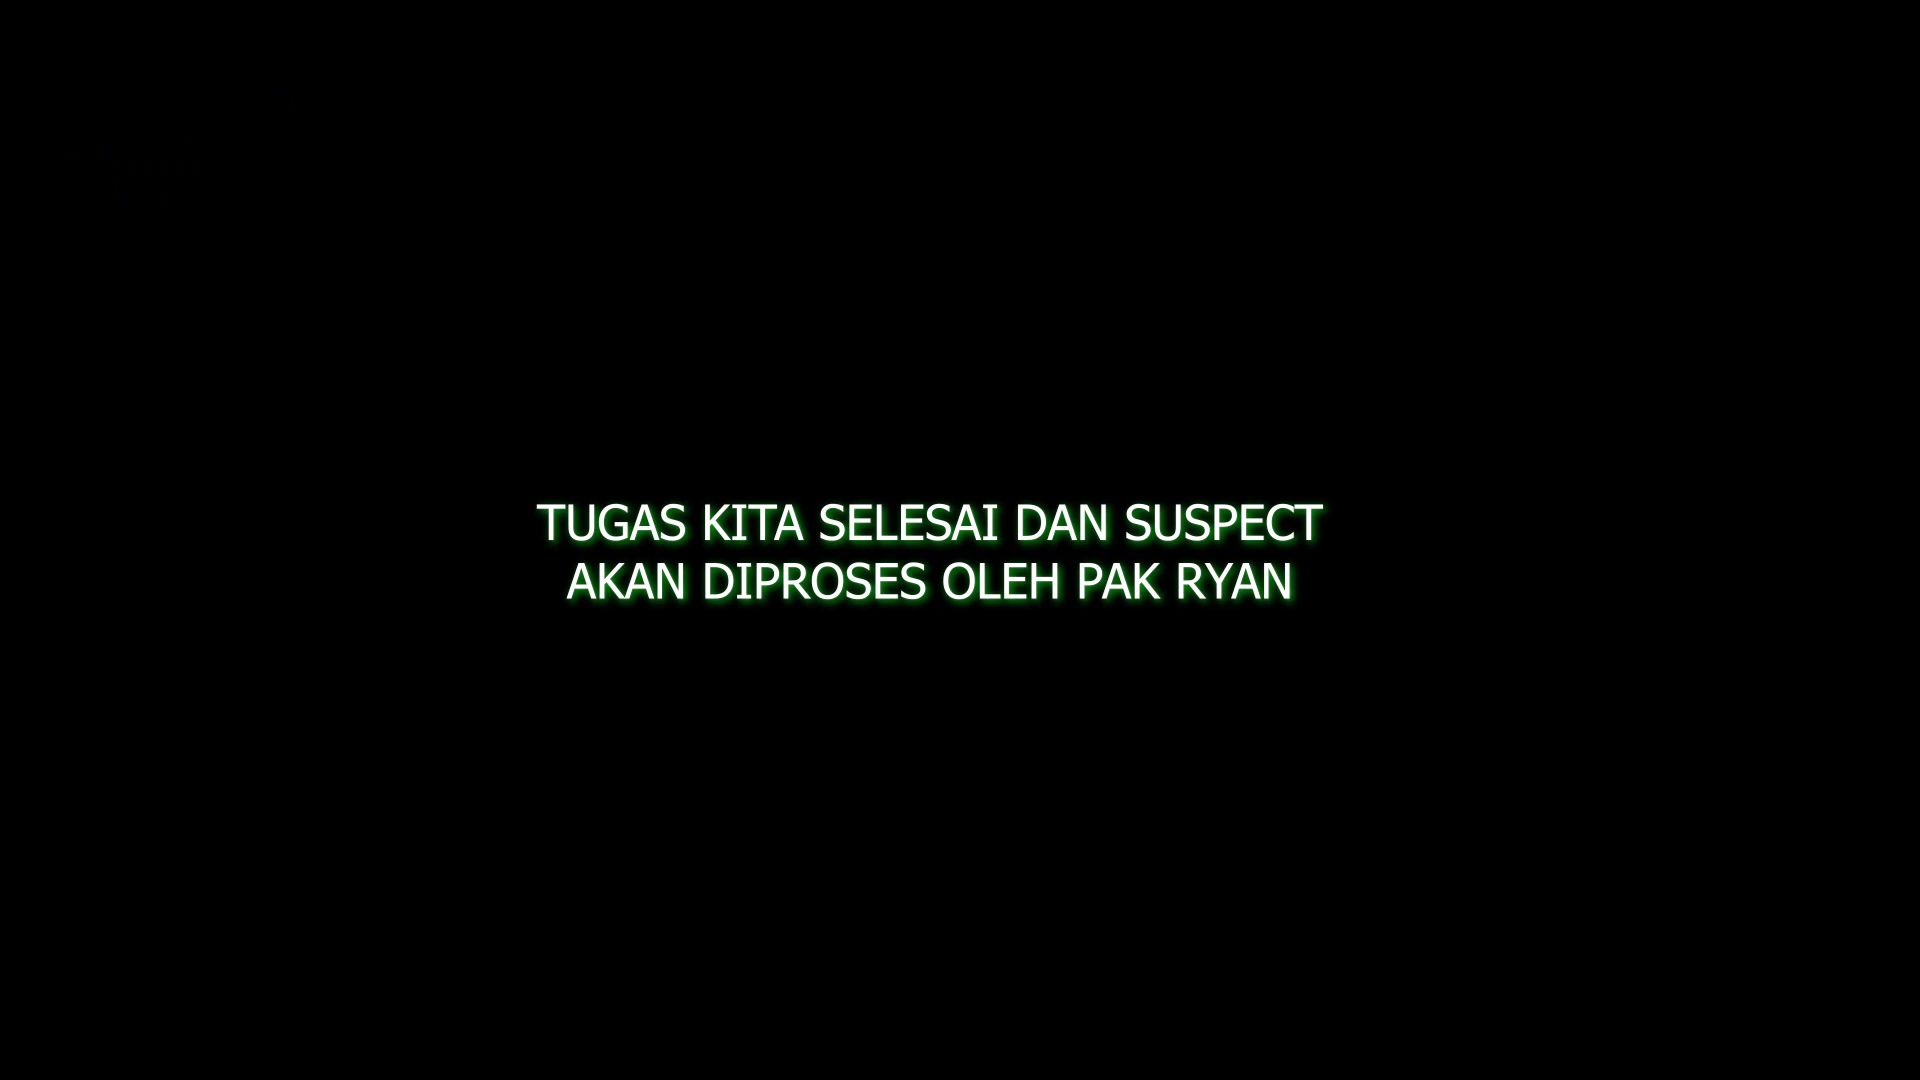 TUGAS KITA SELESAI DAN SUSPECT
AKAN DIPROSES OLEH PAK RYAN